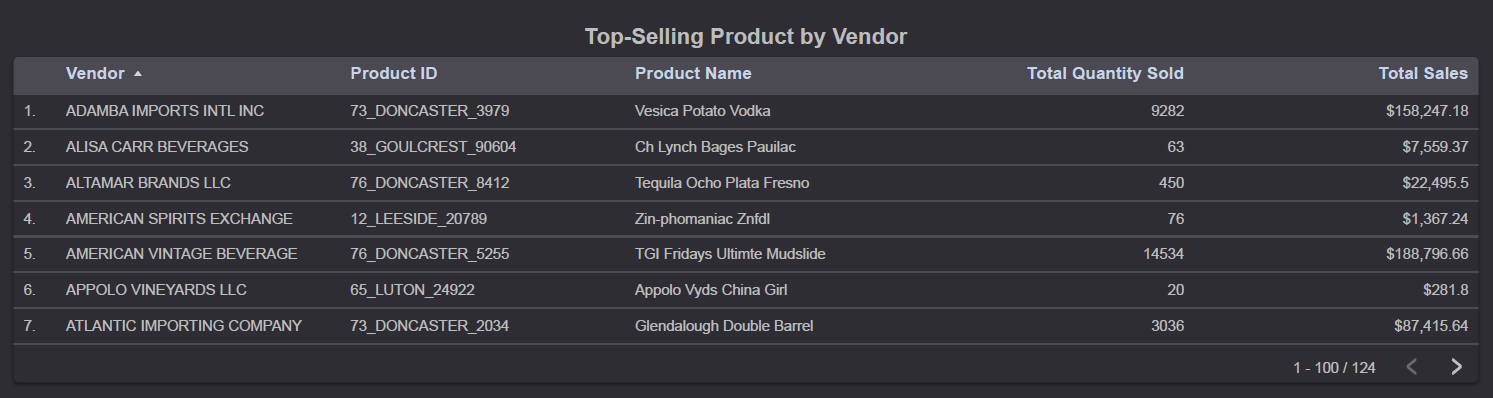 Top-Selling Product by Vendor
Vendor Product ID Product Name Total Quantity Sold Total Sales
1. ADAMBA IMPORTS INTL INC 73_DONCASTER_3979 Vesica Potato Vodka 9282 $158,247.18
2. ALISA CARR BEVERAGES 38_GOULCREST_90604 Ch Lynch Bages Pauilac 63 $7,559.37
3. ALTAMAR BRANDS LLC 76_DONCASTER_8412 Tequila Ocho Plata Fresno 450 $22,495.5
4. AMERICAN SPIRITS EXCHANGE 12_LEESIDE_20789 Zin-phomaniac Znfdl 76 $1,367.24
5. AMERICAN VINTAGE BEVERAGE 76_DONCASTER_5255 TGI Fridays Ultimte Mudslide 14534 $188,796.66
6. APPOLO VINEYARDS LLC 65_LUTON_24922 Appolo Vyds China Girl 20 $281.8
7. ATLANTIC IMPORTING COMPANY 73_DONCASTER_2034 Glendalough Double Barrel 3036 $87,415.64
1 - 100 / 124